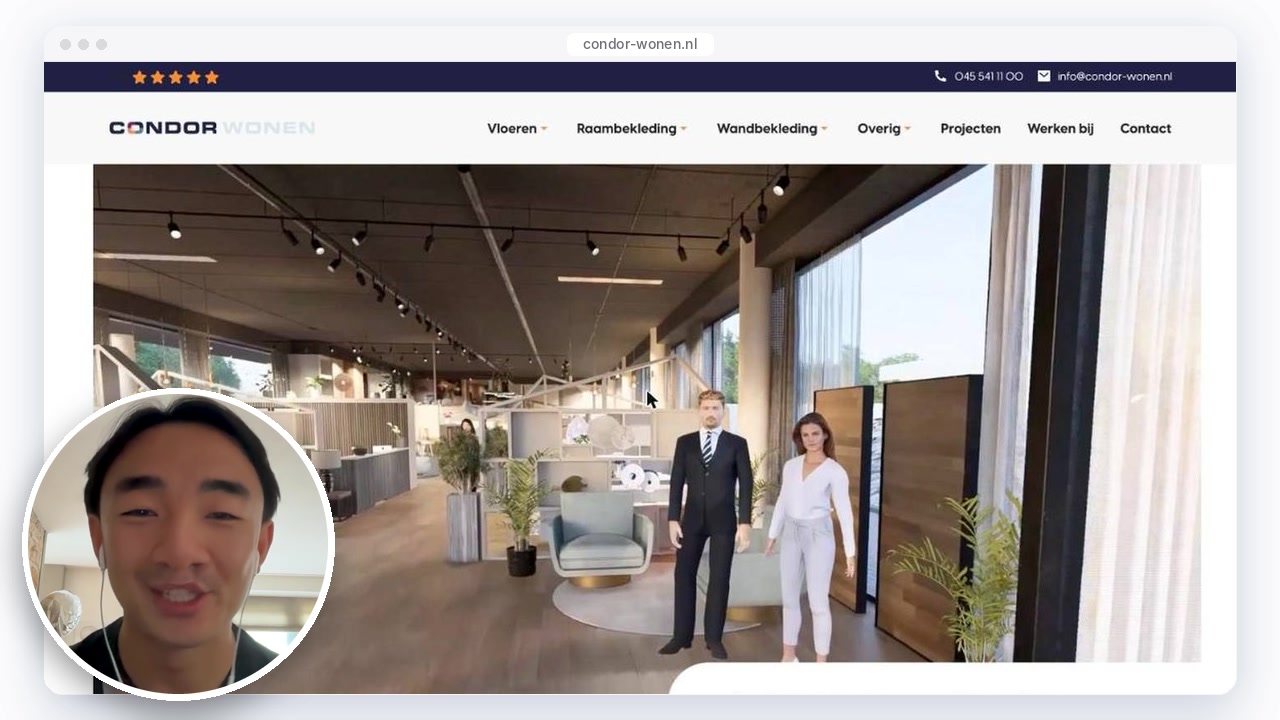 condor-wonen.nl
045 541 11 00 info@condor-wonen.nl
CONDOR WONEN
Vloeren Raambekleding Wandbekleding Overig Projecten Werken bij Contact